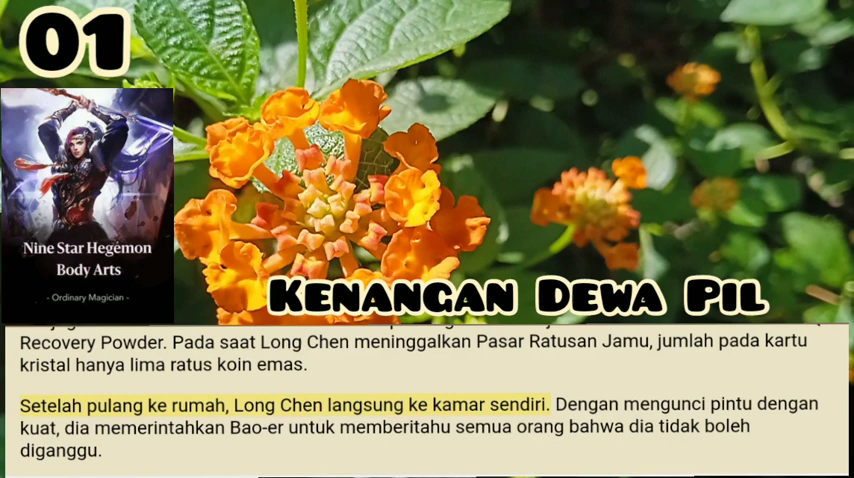 01
Nine Star Hegemon
Body Arts
- Ordinary Magician -
KENANGAN DEWA PIL
Recovery Powder. Pada saat Long Chen meninggalkan Pasar Ratusan Jamu, jumlah pada kartu
kristal hanya lima ratus koin emas.
Setelah pulang ke rumah, Long Chen langsung ke kamar sendiri. Dengan mengunci pintu dengan
kuat, dia memerintahkan Bao-er untuk memberitahu semua orang bahwa dia tidak boleh
diganggu.